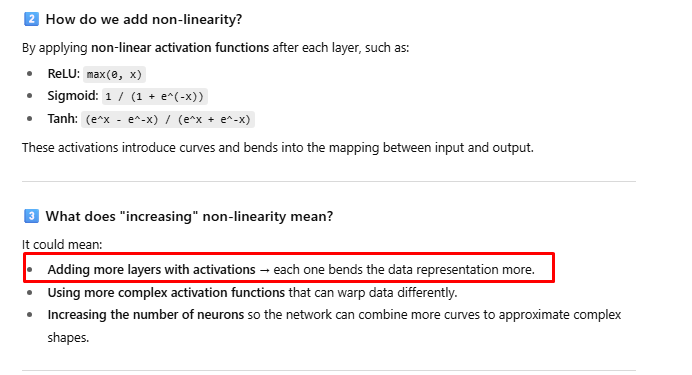 2 How do we add non-linearity?
By applying non-linear activation functions after each layer, such as:
• ReLU: max(0, x)
• Sigmoid: 1 / (1 + e^(-x))
• Tanh: (e^x - e^-x) / (e^x + e^-x)
These activations introduce curves and bends into the mapping between input and output.
3 What does "increasing" non-linearity mean?
It could mean:
• Adding more layers with activations → each one bends the data representation more.
• Using more complex activation functions that can warp data differently.
• Increasing the number of neurons so the network can combine more curves to approximate complex
shapes.